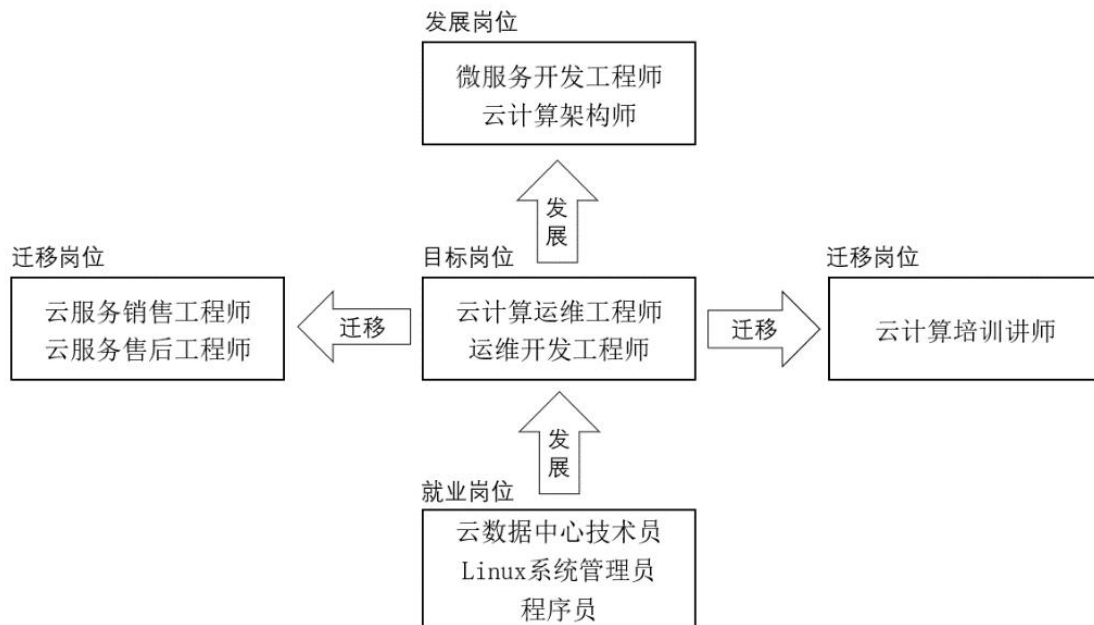 发展岗位
微服务开发工程师
云计算架构师
发
展
迁移岗位
云服务销售工程师
云服务售后工程师
迁移
目标岗位
云计算运维工程师
运维开发工程师
迁移
迁移岗位
云计算培训讲师
发
展
就业岗位
云数据中心技术员
Linux系统管理员
程序员